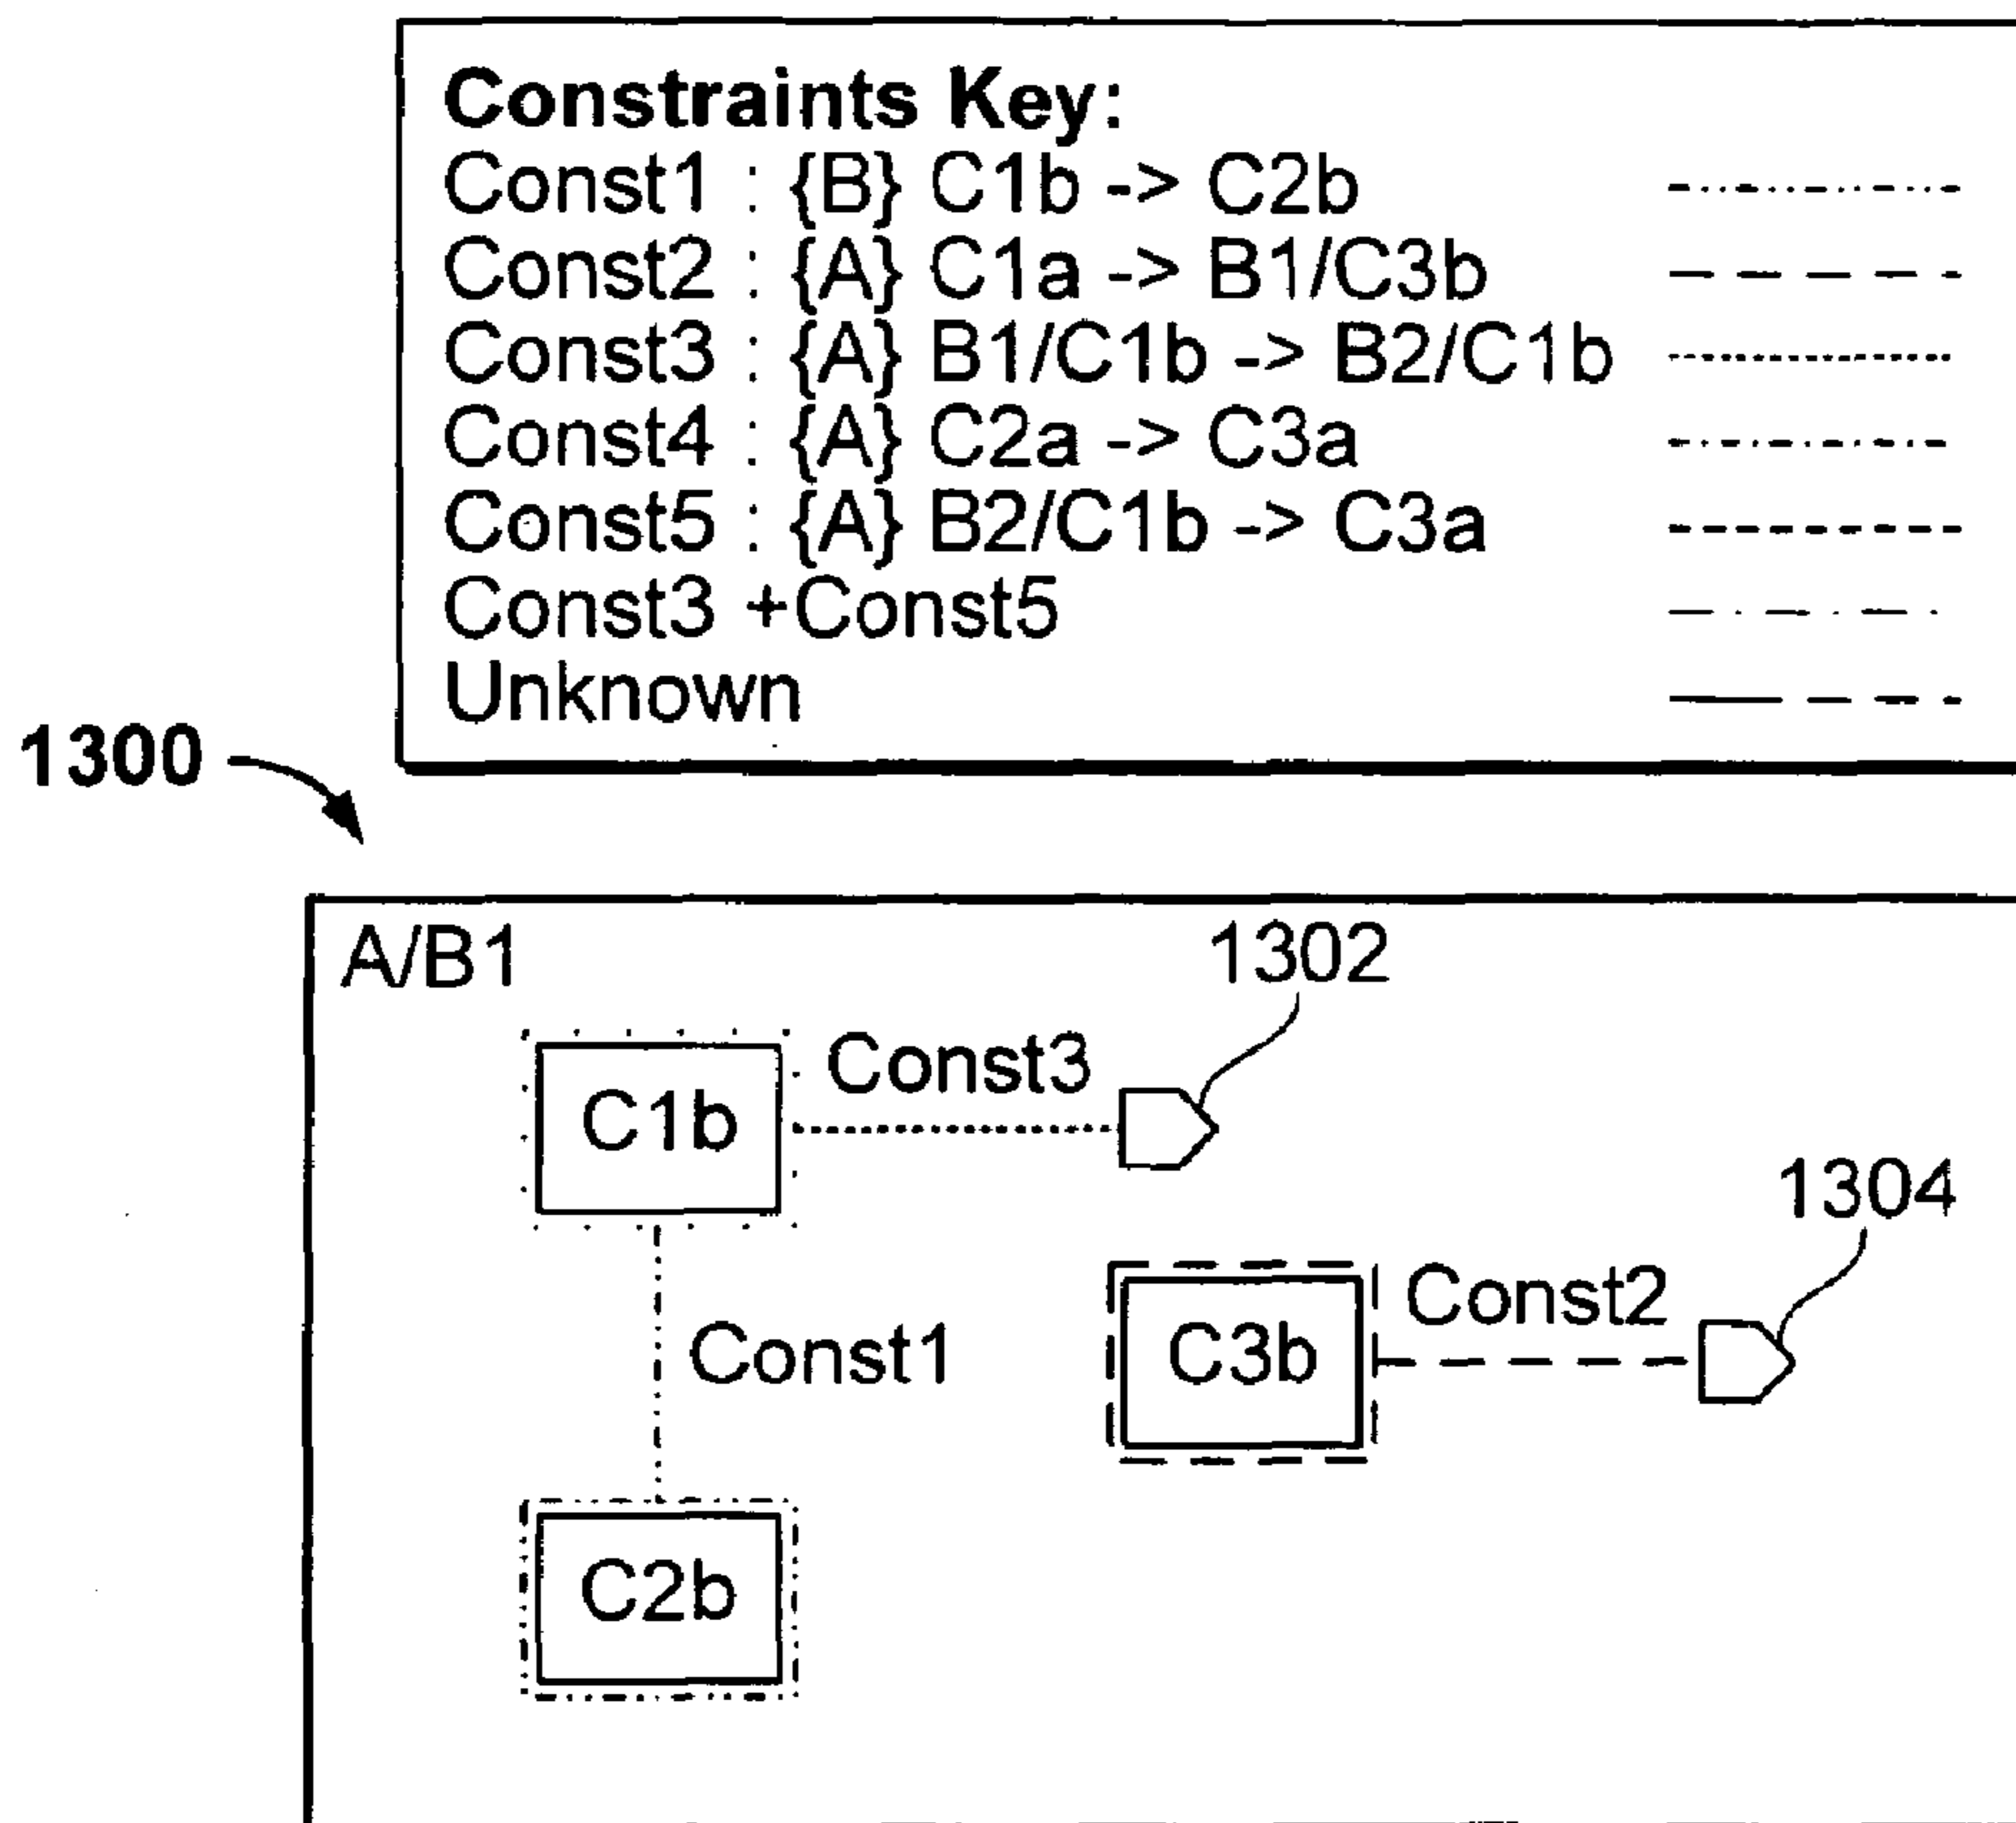 Constraints Key:
Const1 : {B} C1b -> C2b
Const2 : {A} C1a -> B1/C3b
Const3 : {A} B1/C1b -> B2/C1b
Const4 : {A} C2a -> C3a
Const5 : {A} B2/C1b -> C3a
Const3 +Const5
Unknown
1300
A/B1
1302
C1b
Const3
1304
Const1
C3b
Const2
C2b